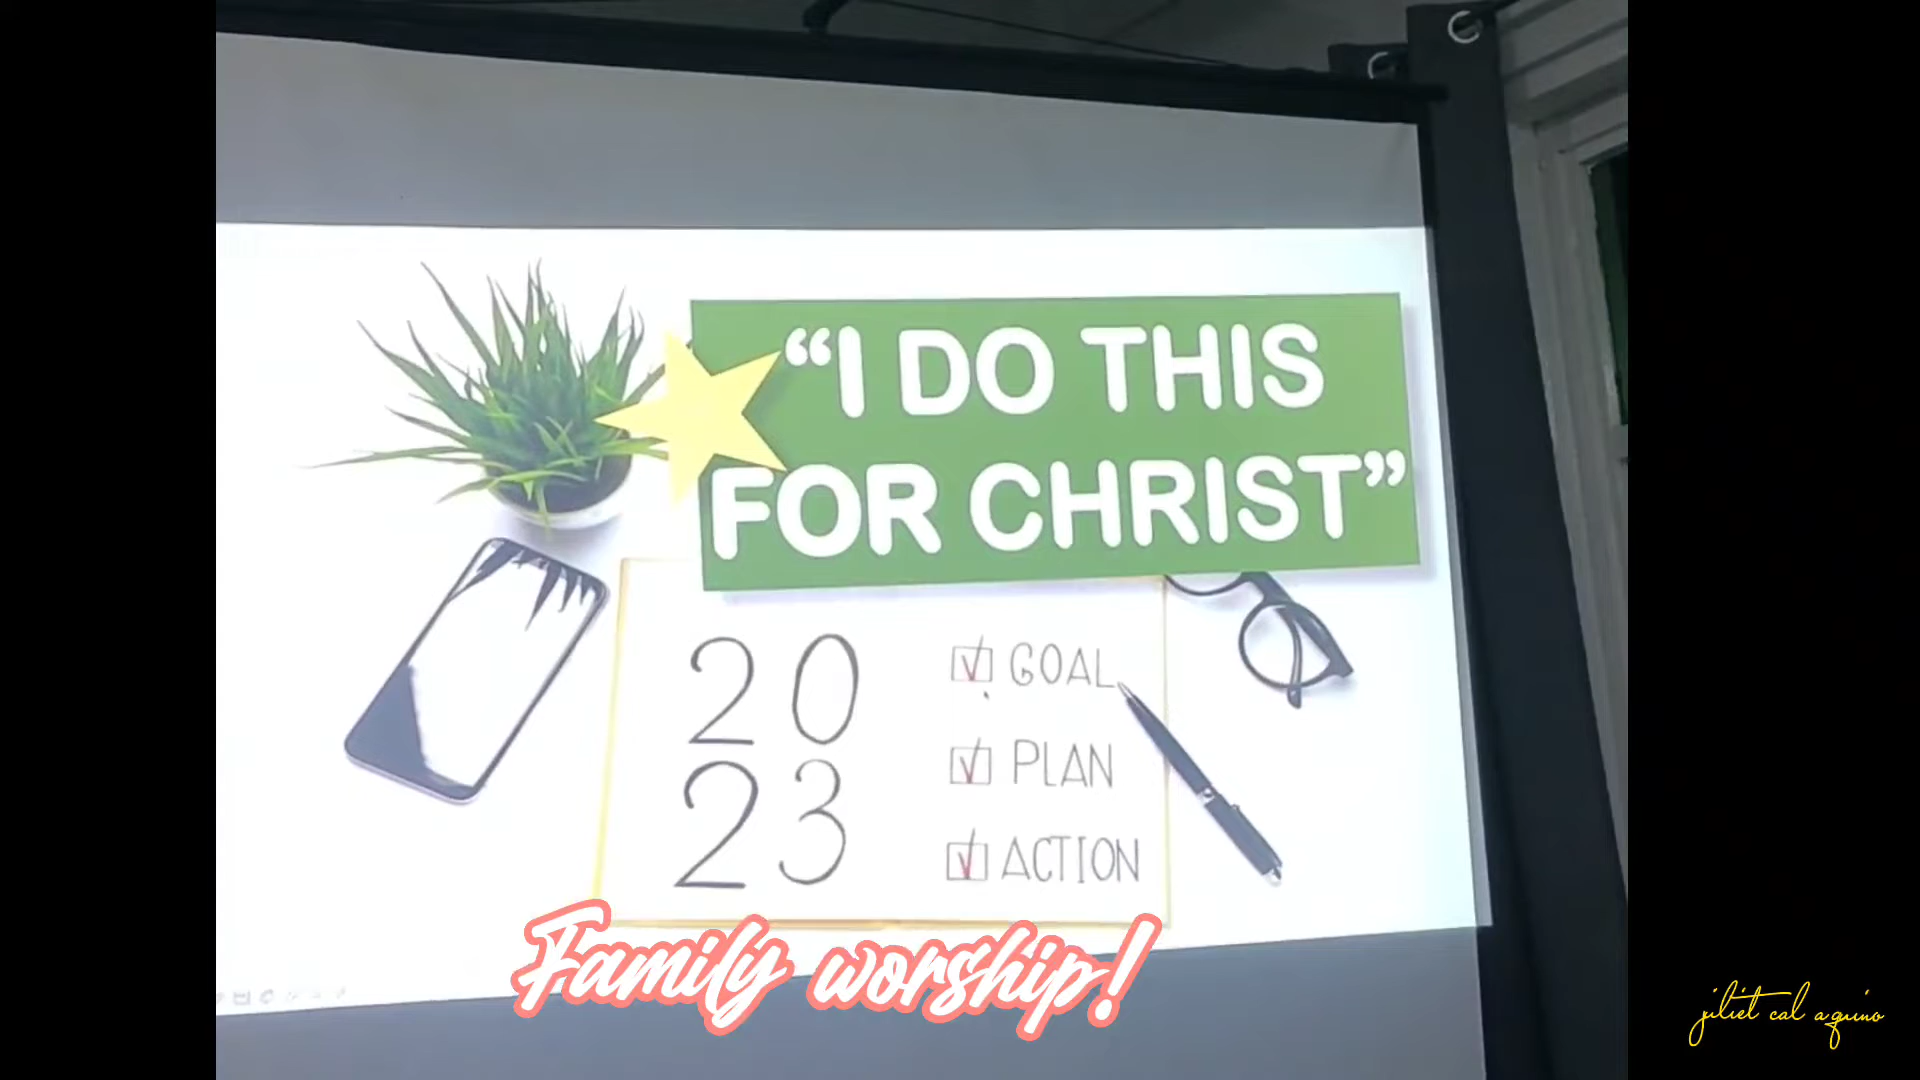 “I DO THIS
FOR CHRIST”
20
23
GOAL
PLAN
ACTION
Family worship!
juliet cal aquino